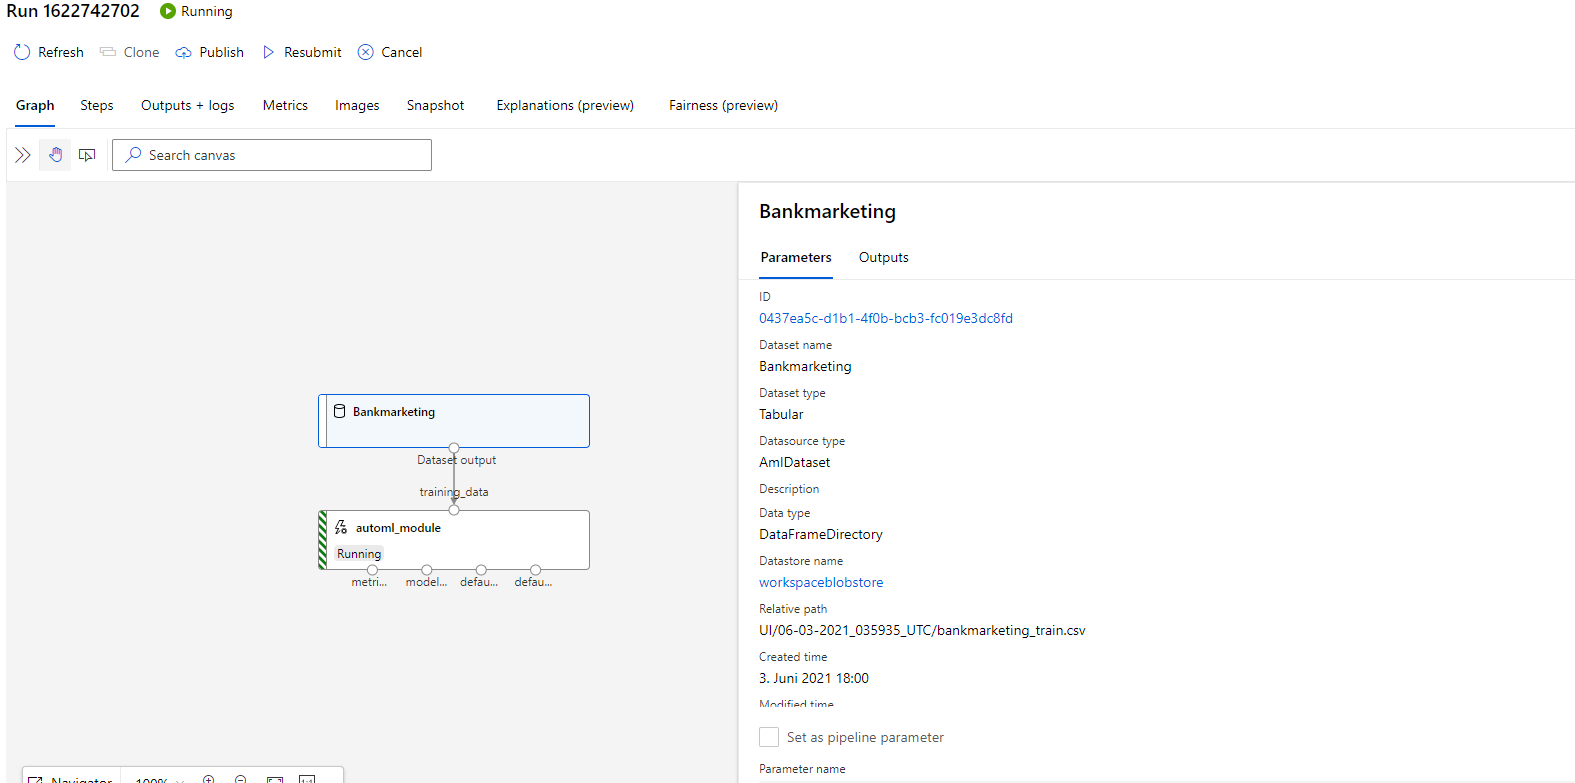 Run 1622742702 Running
Refresh Clone Publish Resubmit Cancel
Graph Steps Outputs + logs Metrics Images Snapshot Explanations (preview) Fairness (preview)
Search canvas
Bankmarketing
Dataset output
training_data
automl_module
Running
metri... model... defau... defau...
Navigator 100%
Bankmarketing
Parameters Outputs
ID
0437ea5c-d1b1-4f0b-bcb3-fc019e3dc8fd
Dataset name
Bankmarketing
Dataset type
Tabular
Datasource type
AmlDataset
Description
Data type
DataFrameDirectory
Datastore name
workspaceblobstore
Relative path
UI/06-03-2021_035935_UTC/bankmarketing_train.csv
Created time
3. Juni 2021 18:00
Modified time
Set as pipeline parameter
Parameter name